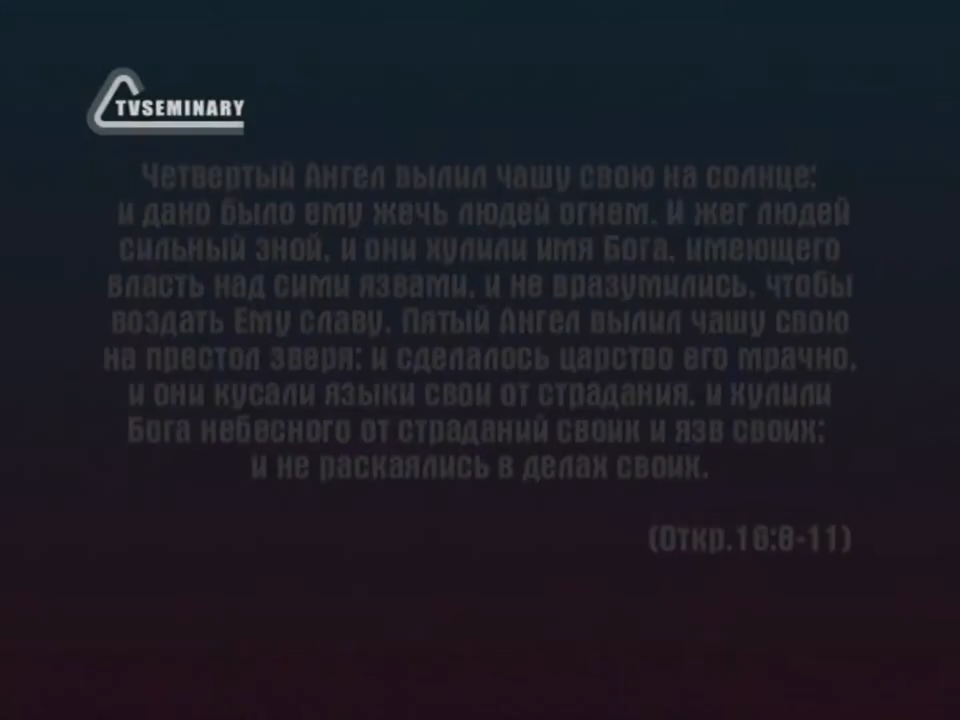 TVSEMINARY
Четвертый Ангел вылил чашу свою на солнце:
и дано было ему жечь людей огнем. И жег людей
сильный зной, и они хулили имя Бога, имеющего
власть над сими язвами, и не вразумились, чтобы
воздать Ему славу. Пятый Ангел вылил чашу свою
на престол зверя: и сделалось царство его мрачно,
и они кусали языки свои от страдания, и хулили
Бога небесного от страданий своих и язв своих;
и не раскаялись в делах своих.
(Откр.16:8-11)